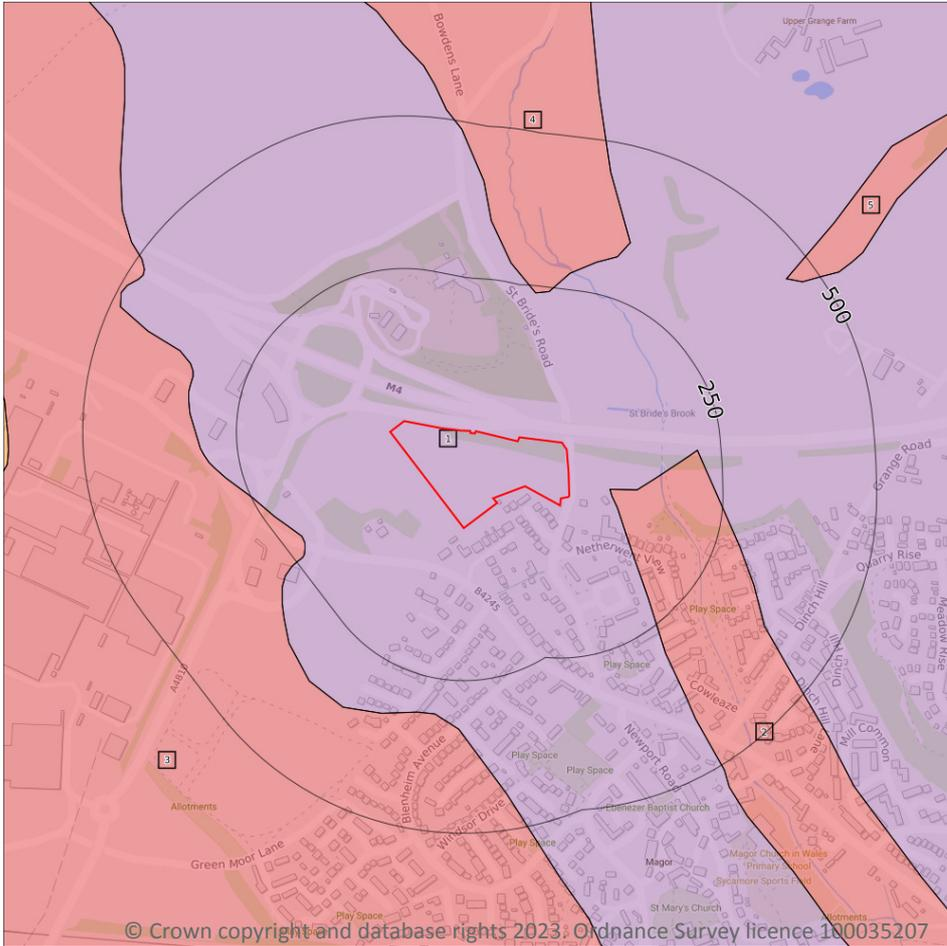 Upper Grange Farm
Bowdens Lane
4
5
500
St Bride's Road
M4
250
St Bride's Brook
1
Grange Road
Netherwent View
Quarry Rise
B4245
Play Space
Dinch Hill
Meadow Rise
Play Space
A4810
Cowleaze
Dinch Hill Lane
Mill Common
2
Newport Road
3
Play Space
Blenheim Avenue
Play Space
Allotments
Ebenezer Baptist Church
Windsor Drive
Play Space
Green Moor Lane
Magor
Magor Church in Wales
Primary School
Sycamore Sports Field
St Mary's Church
Play Space
Allotments
© Crown copyright and database rights 2023. Ordnance Survey licence 100035207